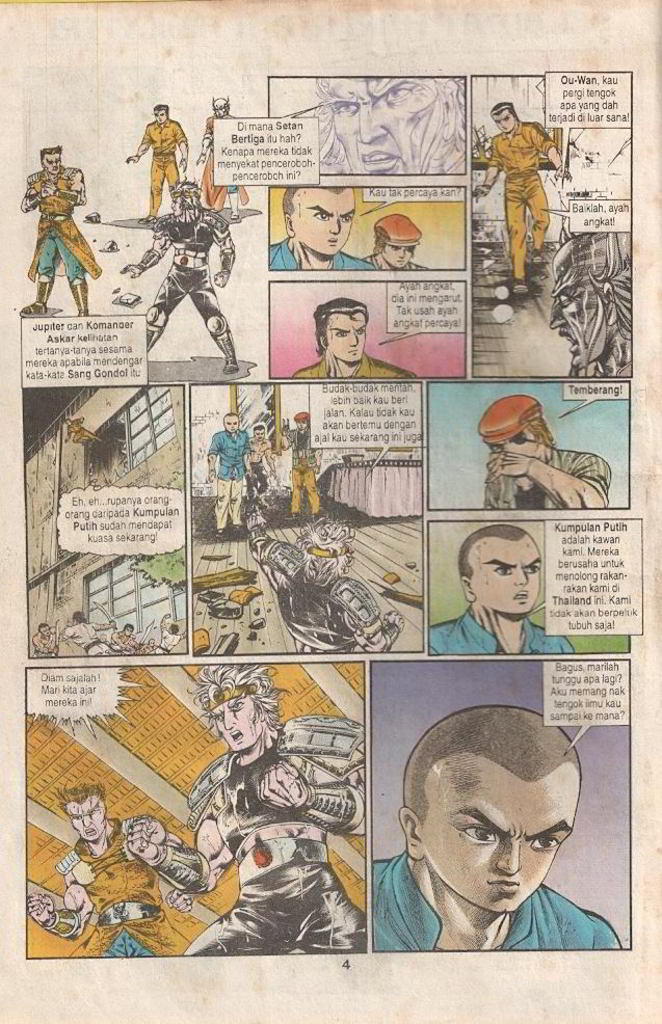 Di mana Setan
Bertiga itu hah?
Kenapa mereka tidak
menyekat penceroboh-
penceroboh ini?
Ou-Wan, kau
pergi tengok
apa yang dah
terjadi di luar sana!
Baiklah, ayah
angkat!
Kau tak percaya kan?
Ayah angkat,
dia ini mengarut.
Tak usah ayah
angkat percaya!
Jupiter dan Komander
Askar kelihatan
tertanya-tanya sesama
mereka apabila mendengar
kata-kata Sang Gondol itu
Eh, eh...rupanya orang-
orang daripada Kumpulan
Putih sudah mendapat
kuasa sekarang!
Budak-budak mentah,
lebih baik kau beri
jalan. Kalau tidak kau
akan bertemu dengan
ajal kau sekarang ini juga
Temberang!
Kumpulan Putih
adalah kawan
kami. Mereka
berusaha untuk
menolong rakan-
rakan kami di
Thailand ini. Kami
tidak akan berpeluk
tubuh saja!
Diam sajalah!
Mari kita ajar
mereka ini!
Bagus, marilah
tunggu apa lagi?
Aku memang nak
tengok ilmu kau
sampai ke mana?
4